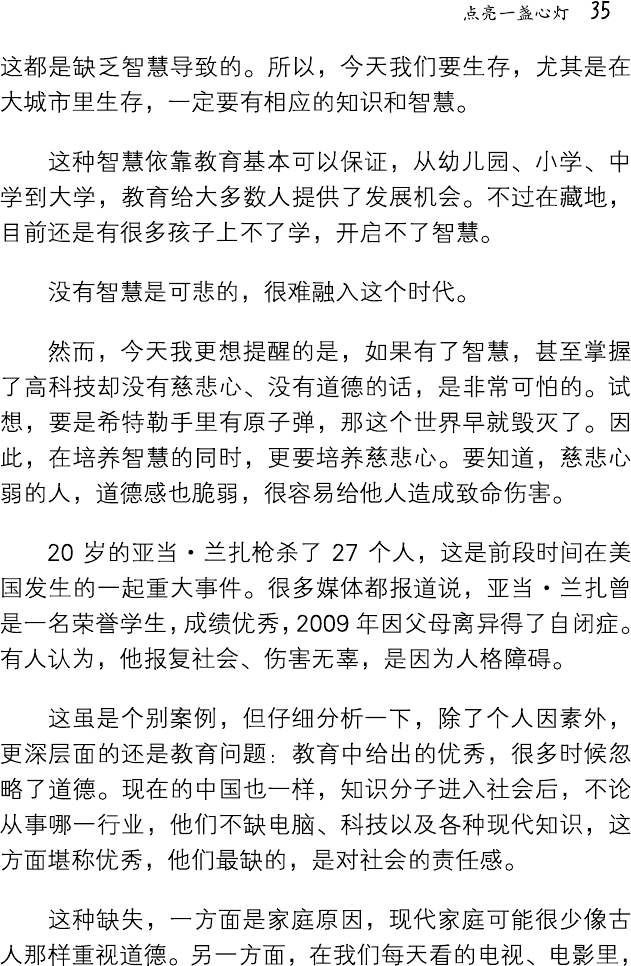 点亮一盏心灯 35
这都是缺乏智慧导致的。所以，今天我们要生存，尤其是在
大城市里生存，一定要有相应的知识和智慧。
这种智慧依靠教育基本可以保证，从幼儿园、小学、中
学到大学，教育给大多数人提供了发展机会。不过在藏地，
目前还是有很多孩子上不了学，开启不了智慧。
没有智慧是可悲的，很难融入这个时代。
然而，今天我更想提醒的是，如果有了智慧，甚至掌握
了高科技却没有慈悲心、没有道德的话，是非常可怕的。试
想，要是希特勒手里有原子弹，那这个世界早就毁灭了。因
此，在培养智慧的同时，更要培养慈悲心。要知道，慈悲心
弱的人，道德感也脆弱，很容易给他人造成致命伤害。
20 岁的亚当·兰扎枪杀了 27 个人，这是前段时间在美
国发生的一起重大事件。很多媒体都报道说，亚当·兰扎曾
是一名荣誉学生，成绩优秀，2009 年因父母离异得了自闭症。
有人认为，他报复社会、伤害无辜，是因为人格障碍。
这虽是个别案例，但仔细分析一下，除了个人因素外，
更深层面的还是教育问题：教育中给出的优秀，很多时候忽
略了道德。现在的中国也一样，知识分子进入社会后，不论
从事哪一行业，他们不缺电脑、科技以及各种现代知识，这
方面堪称优秀，他们最缺的，是对社会的责任感。
这种缺失，一方面是家庭原因，现代家庭可能很少像古
人那样重视道德。另一方面，在我们每天看的电视、电影里，